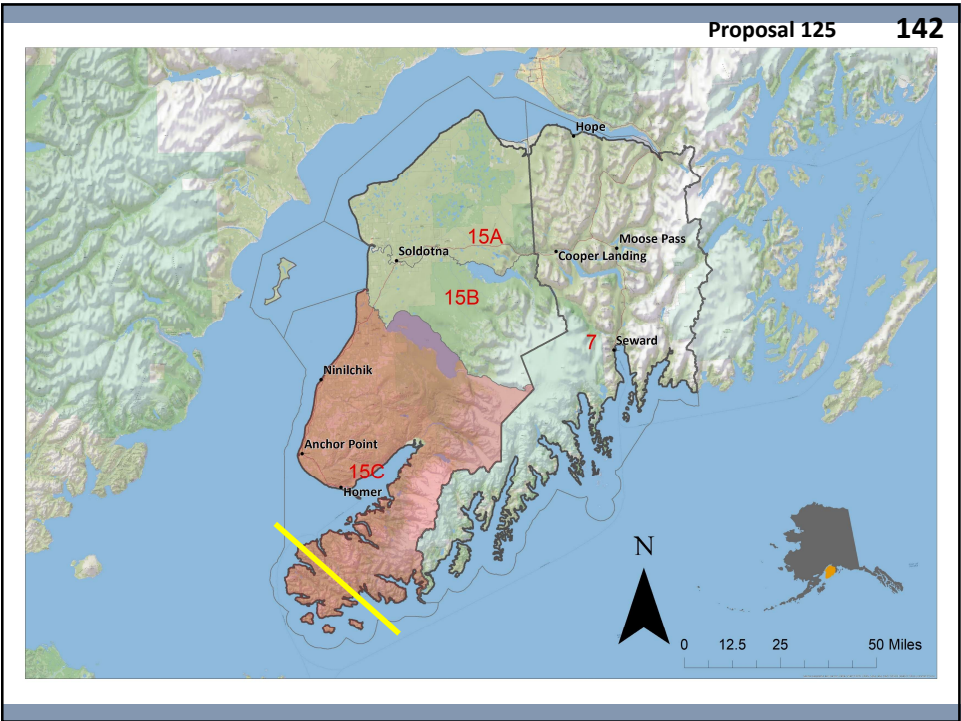 Proposal 125 142
Hope
15A
Soldotna
Moose Pass
Cooper Landing
15B
7
Seward
Ninilchik
Anchor Point
15C
Homer
N
0 12.5 25 50 Miles